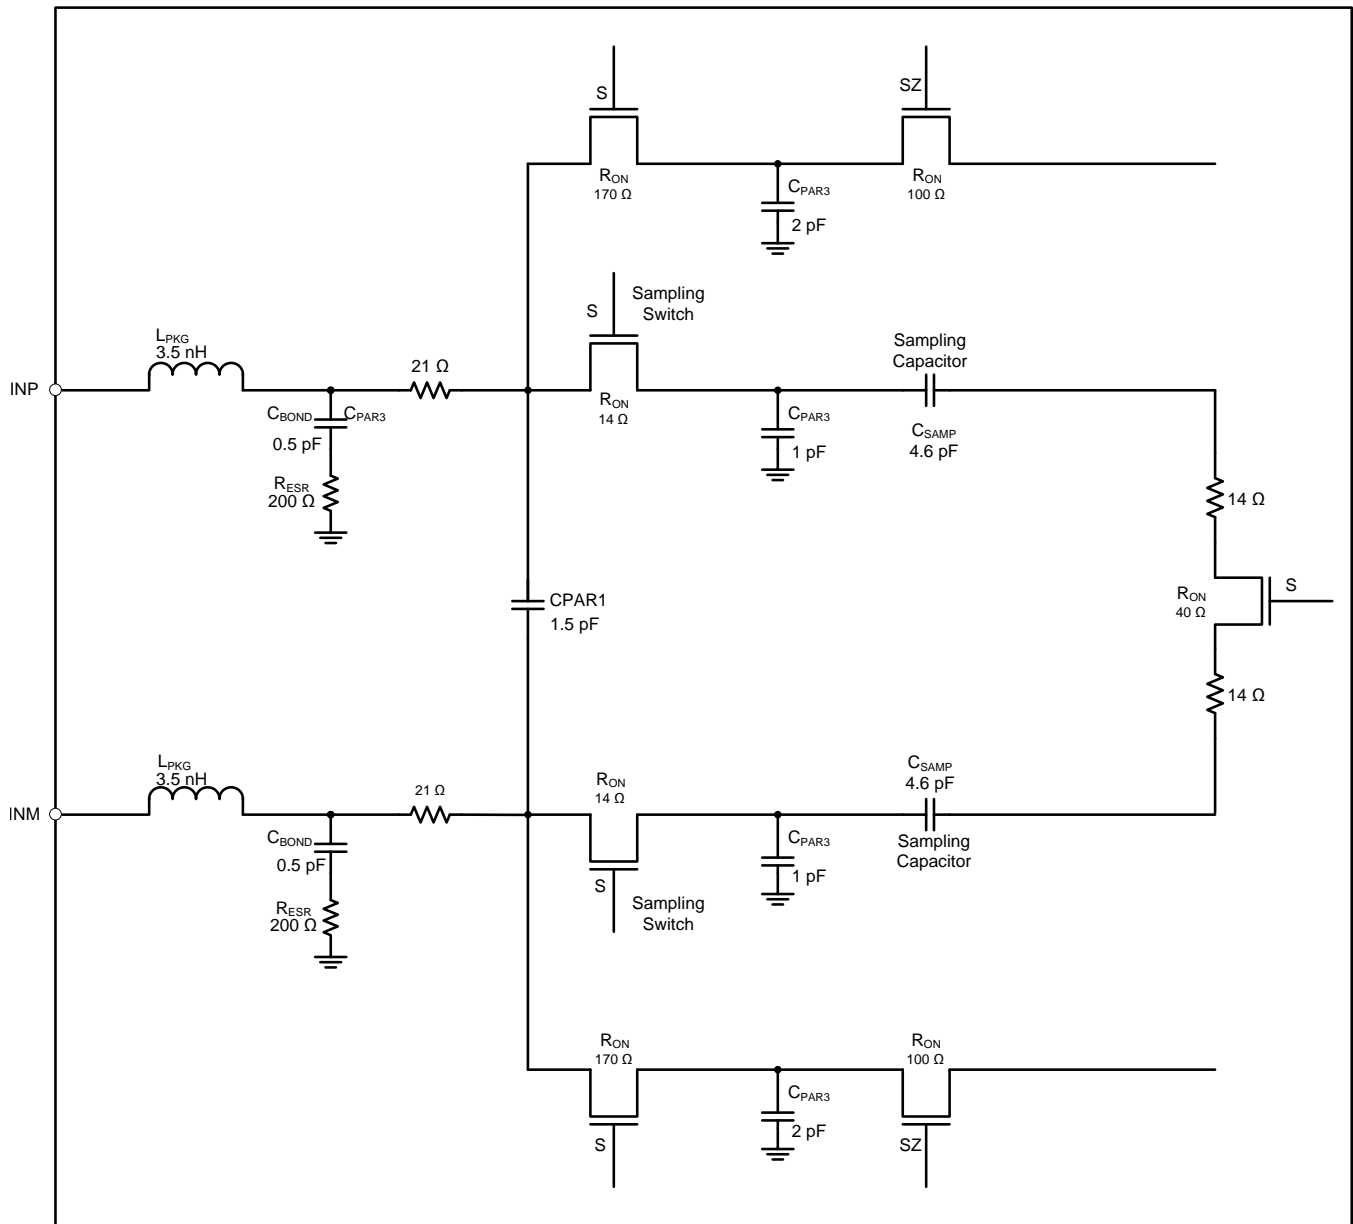 S
SZ
RON
170 Ω
CPAR3
2 pF
RON
100 Ω
Sampling
Switch
S
LPKG
3.5 nH
21 Ω
Sampling
Capacitor
INP
RON
14 Ω
CBOND
CPAR3
0.5 pF
CPAR3
1 pF
CSAMP
4.6 pF
RESR
200 Ω
14 Ω
CPAR1
1.5 pF
RON
40 Ω
S
14 Ω
LPKG
3.5 nH
21 Ω
RON
14 Ω
CSAMP
4.6 pF
INM
CBOND
0.5 pF
CPAR3
1 pF
Sampling
Capacitor
S
Sampling
Switch
RESR
200 Ω
RON
170 Ω
RON
100 Ω
CPAR3
2 pF
S
SZ